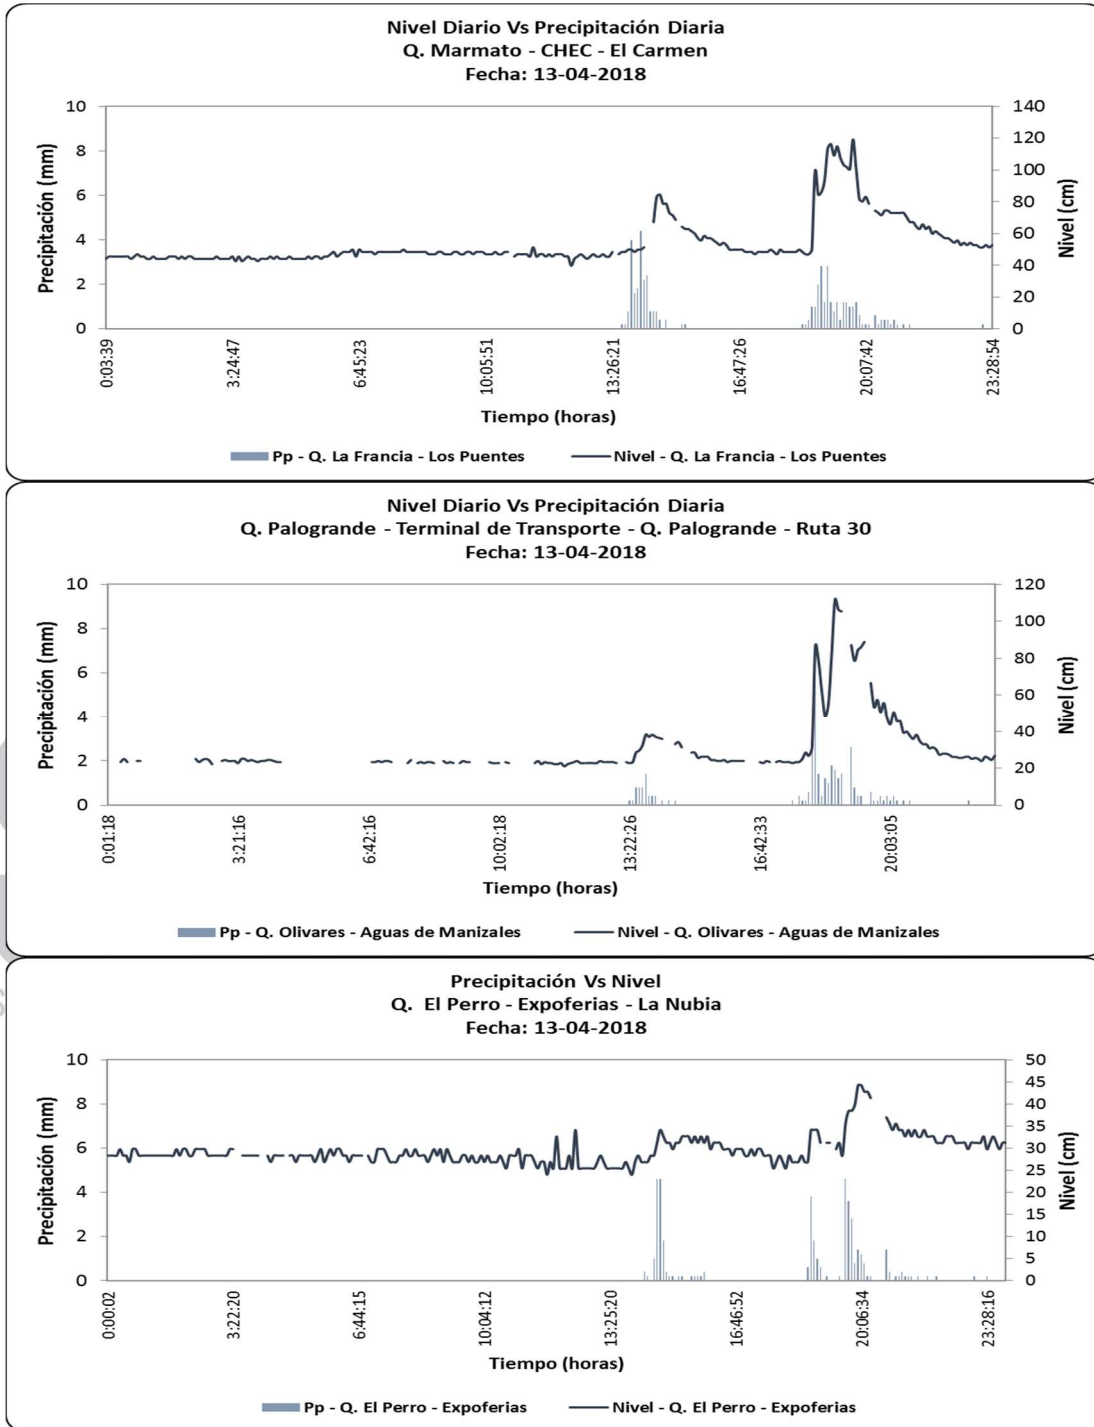 Nivel Diario Vs Precipitación Diaria
Q. Marmato - CHEC - El Carmen
Fecha: 13-04-2018
Precipitación (mm)
10
8
6
4
2
0
140
120
100
80
60
40
20
0
Nivel (cm)
0:03:39
3:24:47
6:45:23
10:05:51
13:26:21
16:47:26
20:07:42
23:28:54
Tiempo (horas)
Pp - Q. La Francia - Los Puentes
Nivel - Q. La Francia - Los Puentes
Nivel Diario Vs Precipitación Diaria
Q. Palogrande - Terminal de Transporte - Q. Palogrande - Ruta 30
Fecha: 13-04-2018
Precipitación (mm)
10
8
6
4
2
0
120
100
80
60
40
20
0
Nivel (cm)
0:01:18
3:21:16
6:42:16
10:02:18
13:22:26
16:42:33
20:03:05
Tiempo (horas)
Pp - Q. Olivares - Aguas de Manizales
Nivel - Q. Olivares - Aguas de Manizales
Precipitación Vs Nivel
Q. El Perro - Expoferias - La Nubia
Fecha: 13-04-2018
Precipitación (mm)
10
8
6
4
2
0
50
45
40
35
30
25
20
15
10
5
0
Nivel (cm)
0:00:02
3:22:20
6:44:15
10:04:12
13:25:20
16:46:52
20:06:34
23:28:16
Tiempo (horas)
Pp - Q. El Perro - Expoferias
Nivel - Q. El Perro - Expoferias